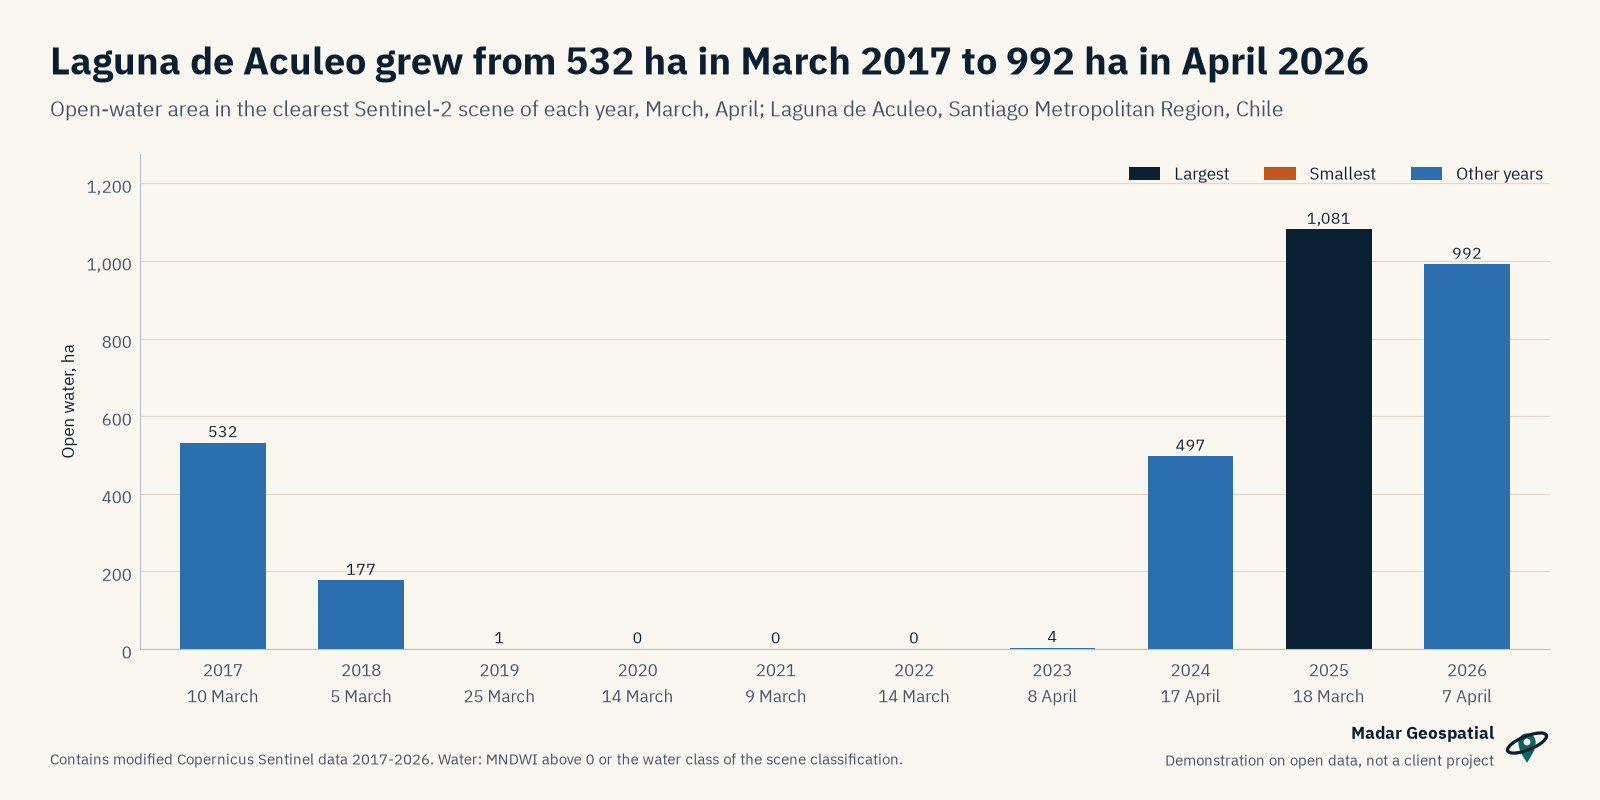 Laguna de Aculeo grew from 532 ha in March 2017 to 992 ha in April 2026
Open-water area in the clearest Sentinel-2 scene of each year, March, April; Laguna de Aculeo, Santiago Metropolitan Region, Chile
Largest Smallest Other years
Open water, ha
1,200
1,000
800
600
400
200
0
532
177
1
0
0
0
4
497
1,081
992
2017 2018 2019 2020 2021 2022 2023 2024 2025 2026
10 March 5 March 25 March 14 March 9 March 14 March 8 April 17 April 18 March 7 April
Madar Geospatial
Contains modified Copernicus Sentinel data 2017-2026. Water: MNDWI above 0 or the water class of the scene classification.
Demonstration on open data, not a client project